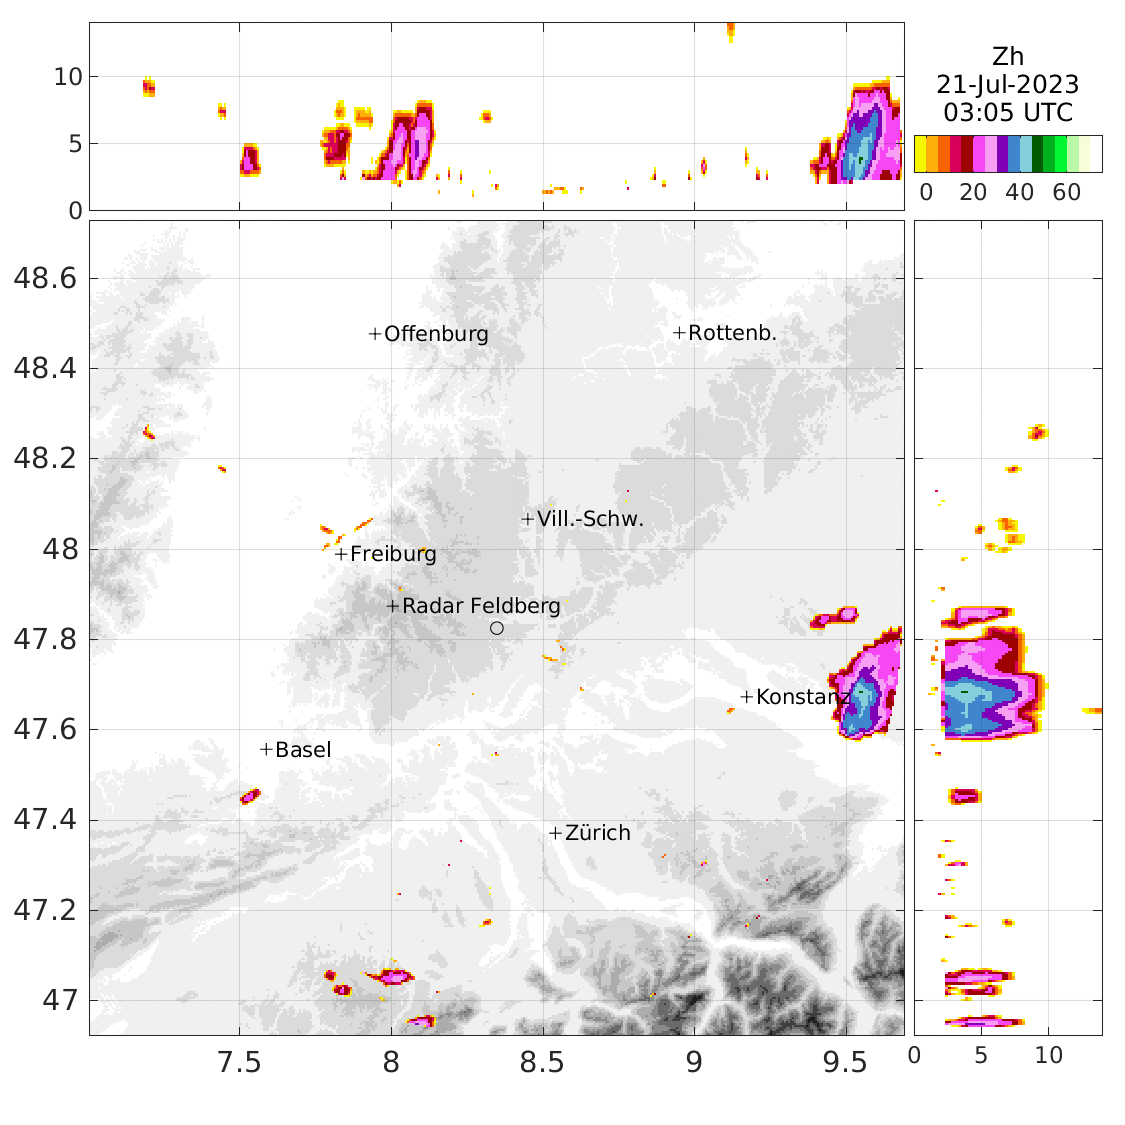 10
5
0
Zh
21-Jul-2023
03:05 UTC
0 20 40 60
48.6
48.4
48.2
48
47.8
47.6
47.4
47.2
47
+Offenburg
+Rottenb.
+Vill.-Schw.
+Freiburg
+Radar Feldberg
+Konstanz
+Basel
+Zürich
7.5 8 8.5 9 9.5
0 5 10